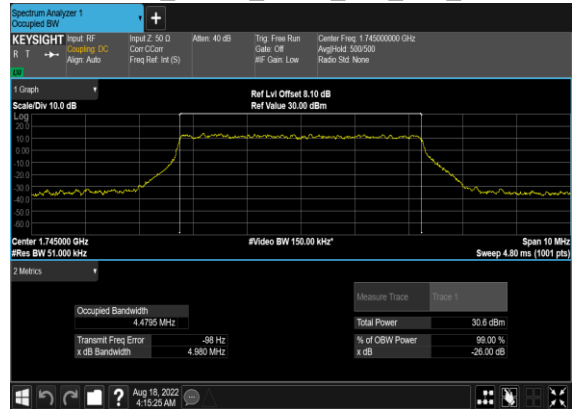 Spectrum Analyzer 1
Occupied BW
+
KEYSIGHT Input: RF Input Z: 50 Ω Atten: 40 dB Trig: Free Run Center Freq: 1.745000000 GHz
R T Coupling: DC Corr CCorr Gate: Off Avg|Hold: 500/500
Align: Auto Freq Ref: Int (S) #IF Gain: Low Radio Std: None
1 Graph
Ref Lvl Offset 8.10 dB
Scale/Div 10.0 dB Ref Value 30.00 dBm
Log
20.0
10.0
0.00
-10.0
-20.0
-30.0
-40.0
-50.0
-60.0
Center 1.745000 GHz #Video BW 150.00 kHz* Span 10 MHz
#Res BW 51.000 kHz Sweep 4.80 ms (1001 pts)
2 Metrics
Measure Trace Trace 1
Occupied Bandwidth
4.4795 MHz Total Power 30.6 dBm
Transmit Freq Error -98 Hz % of OBW Power 99.00 %
x dB Bandwidth 4.980 MHz x dB -26.00 dB
? Aug 18, 2022
4:15:25 AM